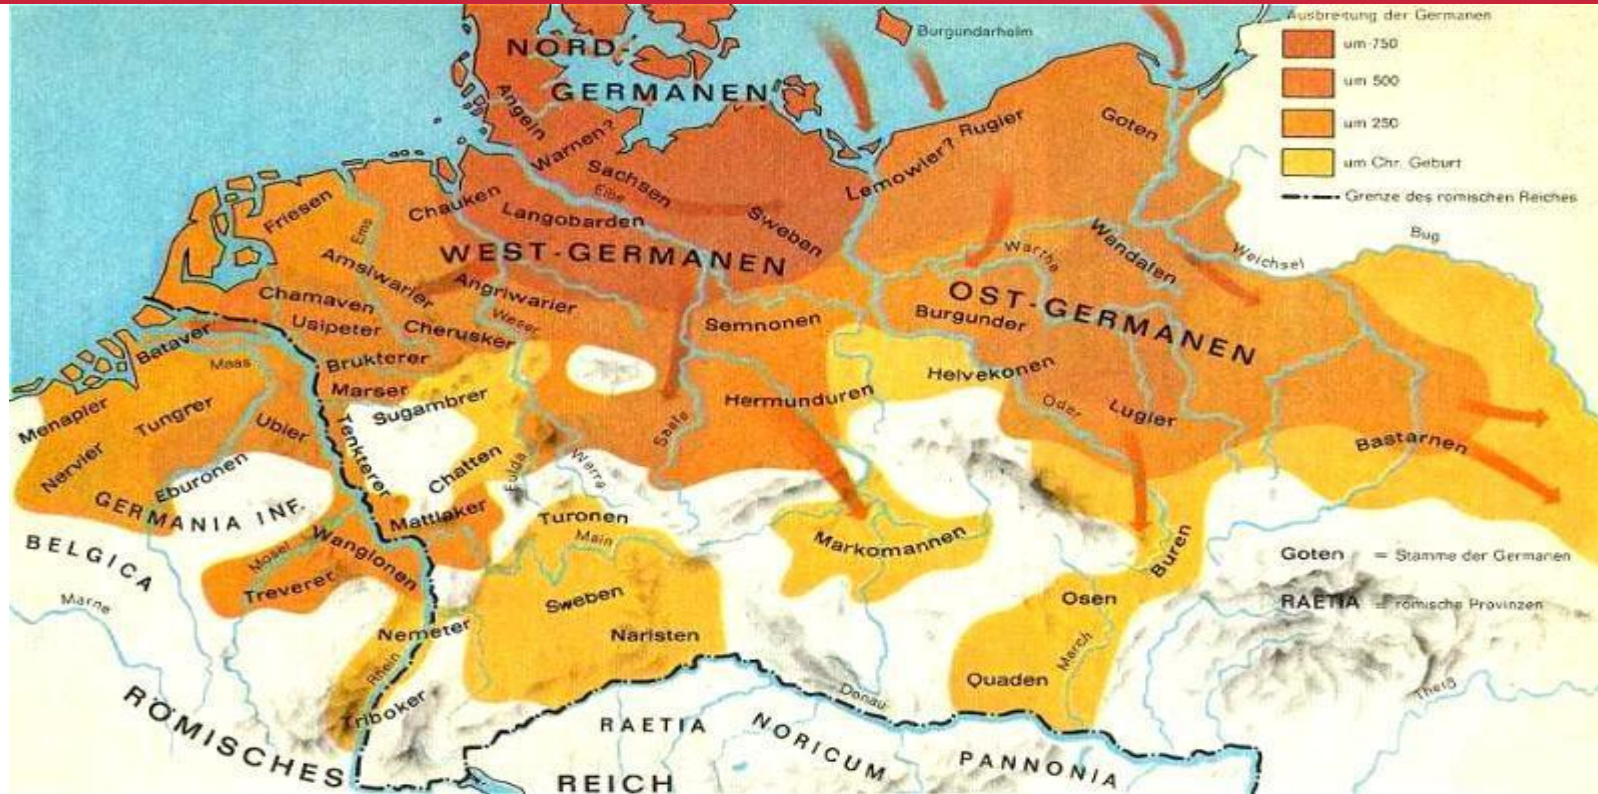 Ausbreitung der Germanen
um 750
um 500
um 250
um Chr. Geburt
Grenze des römischen Reiches
NORD-
GERMANEN
Burgundarholm
Angeln
Warnen?
Sachsen
Elbe
Sweben
Lemowier?
Rugier
Goten
Friesen
Ems
Chauken
Langobarden
WEST-GERMANEN
Amsiwarier
Angriwarier
Weser
Chamaven
Usipeter
Cherusker
Brukterer
Marser
Sugambrer
Bataver
Maas
Menapier
Tungrer
Ubier
Nervier
Eburonen
Tenkterer
Chatten
Fulda
Werra
Saale
Semnonen
Hermunduren
Warthe
Wandalen
Weichsel
Bug
OST-GERMANEN
Burgunder
Helvekonen
Oder
Lugier
Bastarnen
GERMANIA INF.
BELGICA
Marne
Mosel
Wangionen
Mattiaker
Treverer
Nemeter
Rhein
Triboker
Turonen
Main
Sweben
Naristen
Markomannen
Buren
Osen
March
Quaden
Donau
Theiß
Goten = Stamme der Germanen
RAETIA = römische Provinzen
RÖMISCHES
REICH
RAETIA
NORICUM
PANNONIA